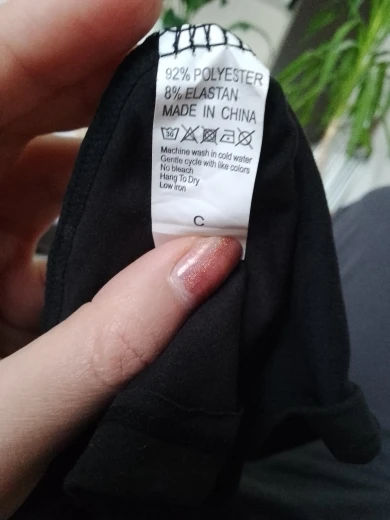 92% POLYESTER
8% ELASTAN
MADE IN CHINA
30
Machine wash in cold water
Gentle cycle with like colors
No bleach
Hang To Dry
Low iron
C